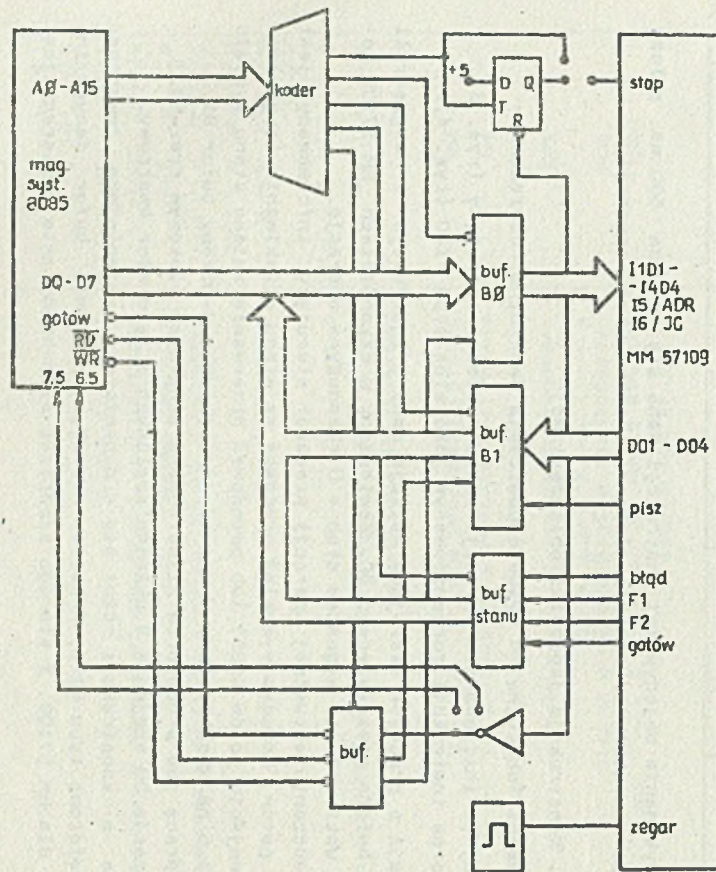 AØ-A15
mag.
syst.
8085
DQ-D7
gotów
RD
WR
7.5 6.5
koder
+5
D Q
T
R
stop
buf.
BØ
I1D1-
-I4D4
I5/ADR
I6/JC
MM 57109
buf.
B1
DO1-DO4
pisz
buf.
stanu
błąd
F1
F2
gotów
buf.
zegar